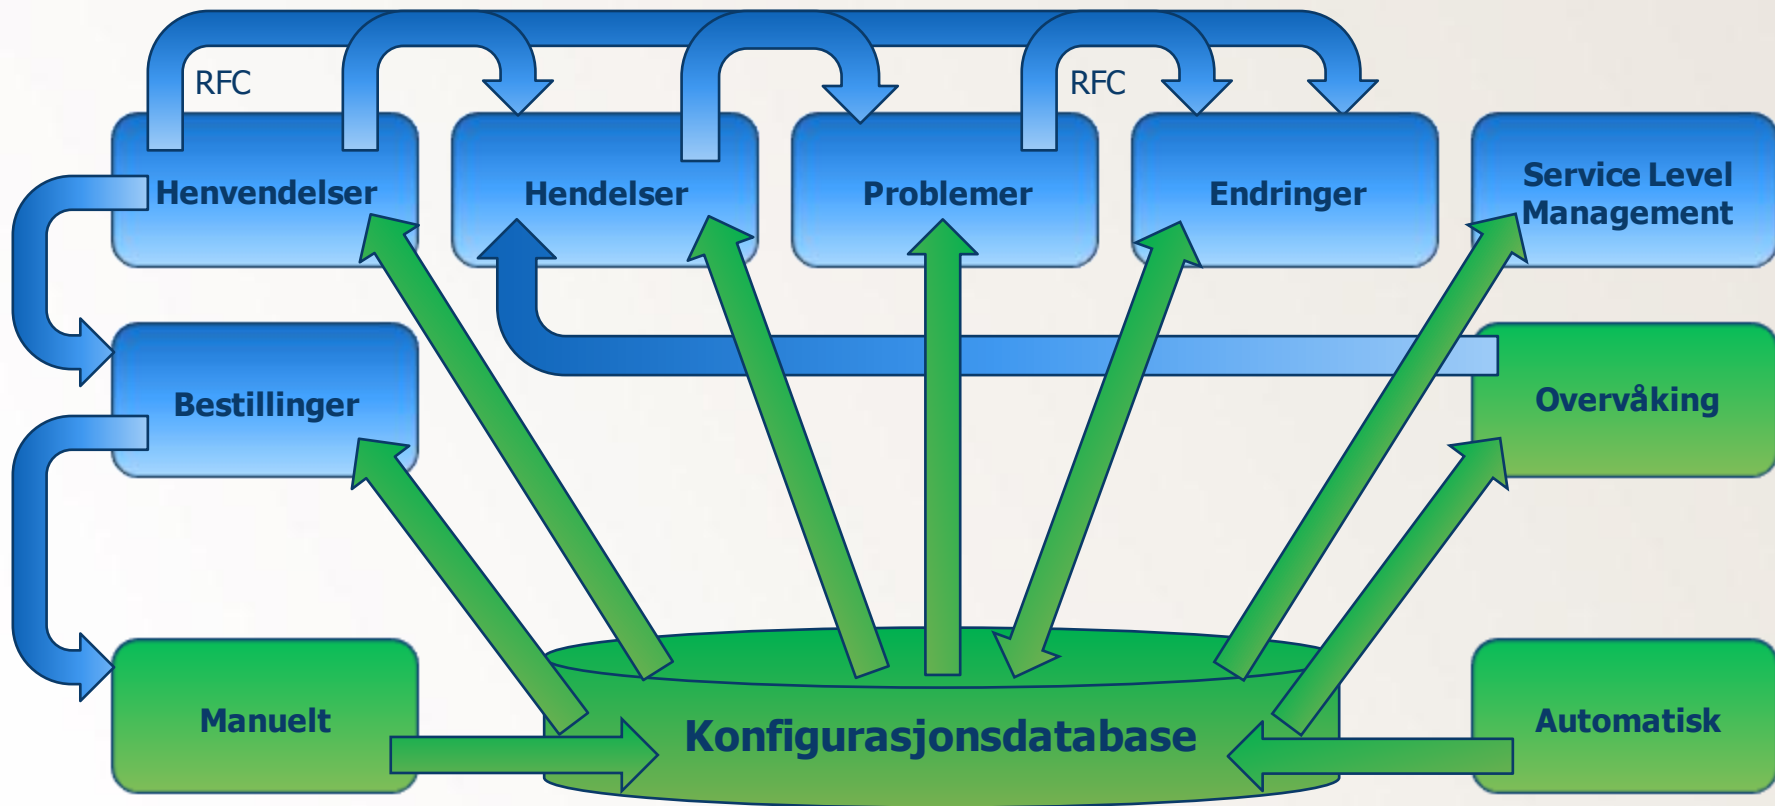 RFC
RFC
Henvendelser
Hendelser
Problemer
Endringer
Service Level
Management
Bestillinger
Overvåking
Manuelt
Konfigurasjonsdatabase
Automatisk